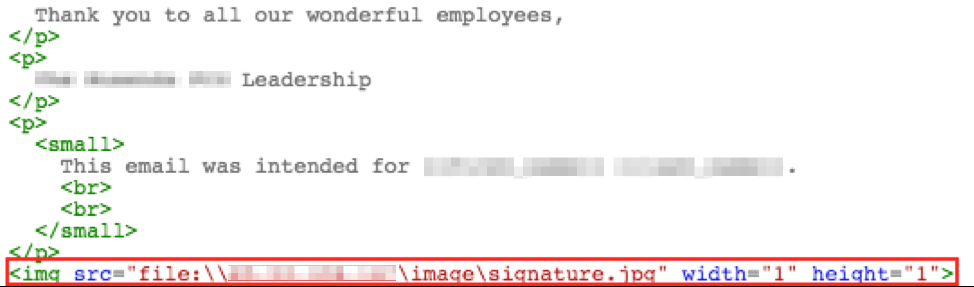 Thank you to all our wonderful employees,
</p>
<p>
Leadership
</p>
<p>
<small>
This email was intended for .
<br>
<br>
</small>
</p>
<img src="file:\\\image\signature.jpg" width="1" height="1">